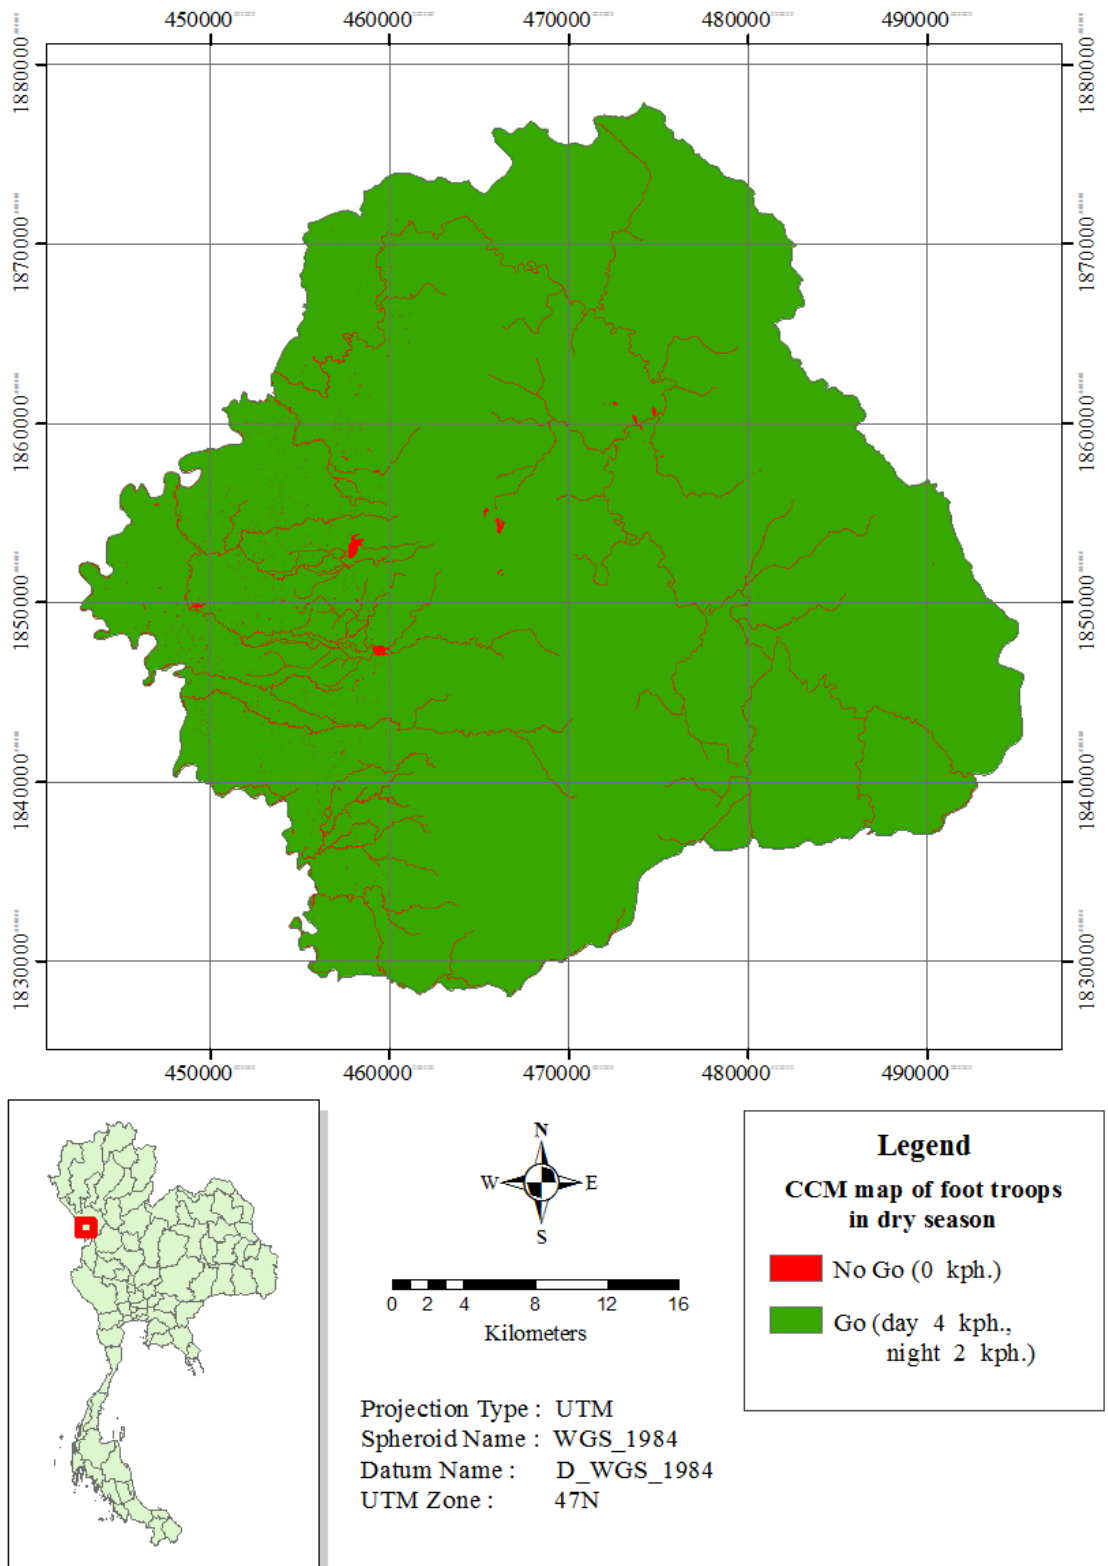 450000 460000 470000 480000 490000
1880000 1880000
1870000 1870000
1860000 1860000
1850000 1850000
1840000 1840000
1830000 1830000
450000 460000 470000 480000 490000
N
W E
S
0 2 4 8 12 16
Kilometers
Projection Type : UTM
Spheroid Name : WGS_1984
Datum Name : D_WGS_1984
UTM Zone : 47N
Legend
CCM map of foot troops
in dry season
No Go (0 kph.)
Go (day 4 kph.,
night 2 kph.)